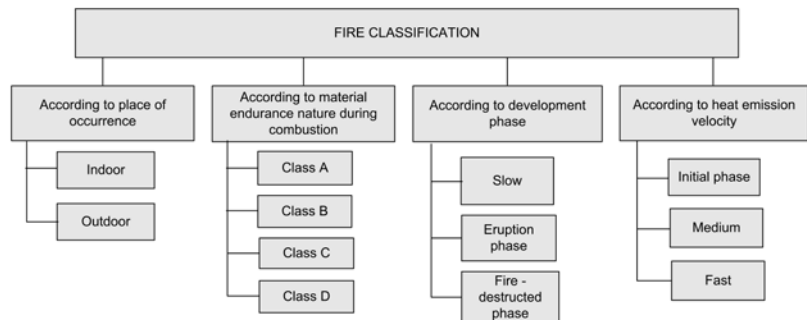 FIRE CLASSIFICATION
According to place of
occurrence
Indoor
Outdoor
According to material
endurance nature during
combustion
Class A
Class B
Class C
Class D
According to development
phase
Slow
Eruption
phase
Fire -
destructed
phase
According to heat emission
velocity
Initial phase
Medium
Fast